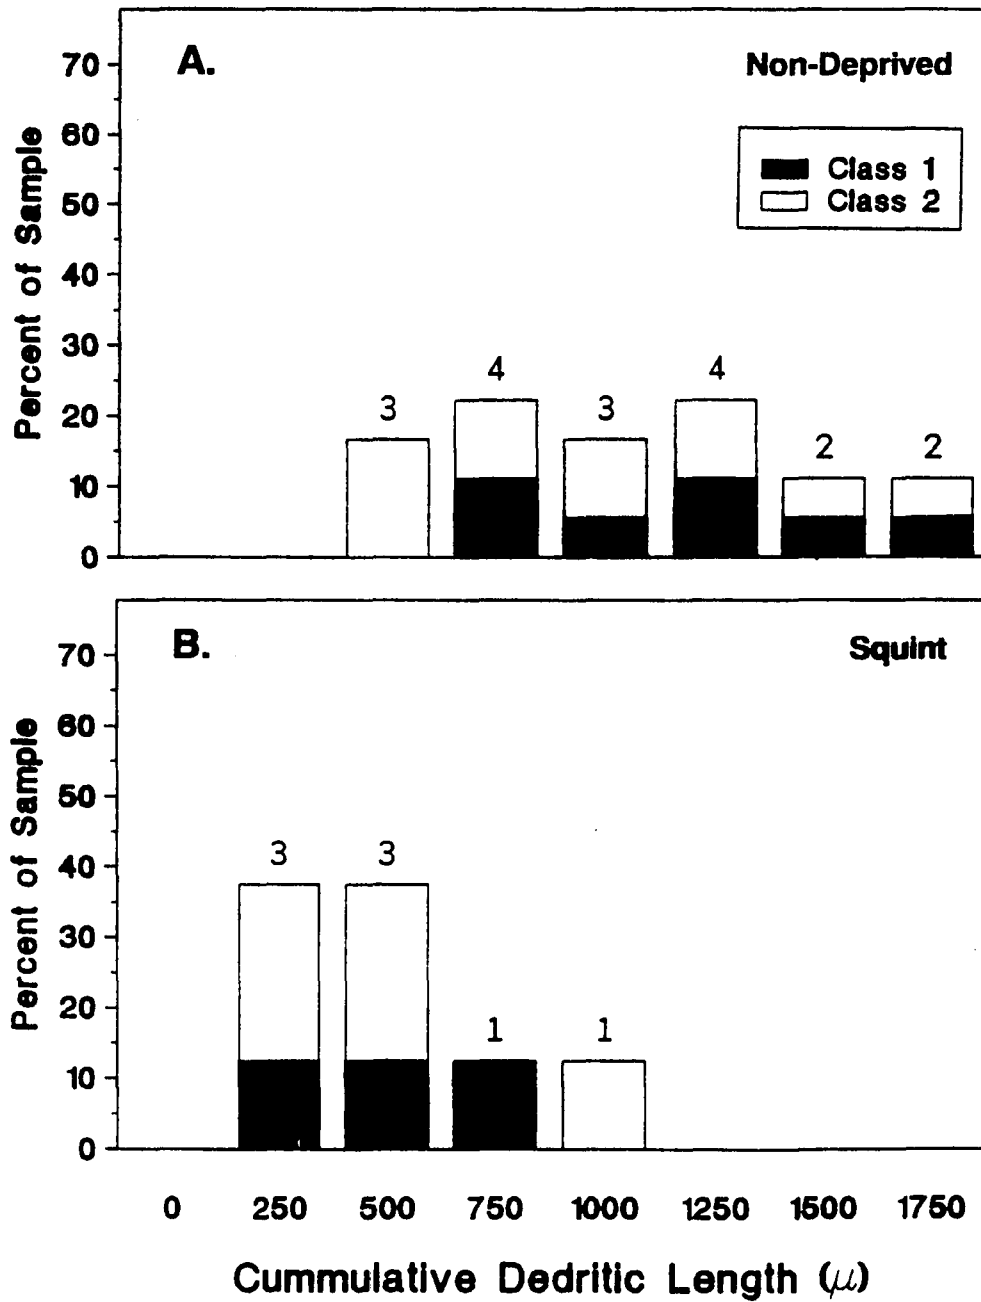 A.
Non-Deprived
Class 1
Class 2
Percent of Sample
70
60
50
40
30
20
10
0
3
4
3
4
2
2
B.
Squint
Percent of Sample
70
60
50
40
30
20
10
0
3
3
1
1
0 250 500 750 1000 1250 1500 1750
Cummulative Dedritic Length (μ)